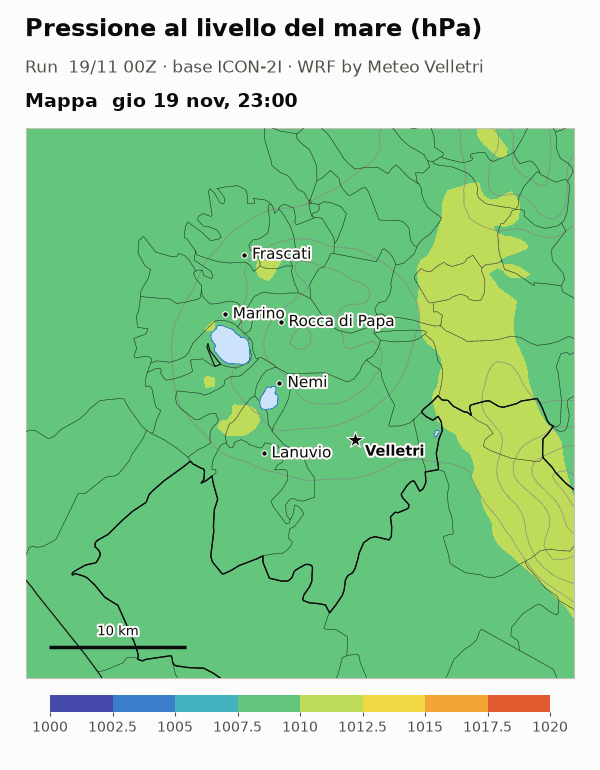 Pressione al livello del mare (hPa)
Run  19/11 00Z · base ICON-2I · WRF by Meteo Velletri
Mappa  gio 19 nov, 23:00
Frascati
Marino
Rocca di Papa
Nemi
Velletri
Lanuvio
10 km
1000 1002.5 1005 1007.5 1010 1012.5 1015 1017.5 1020